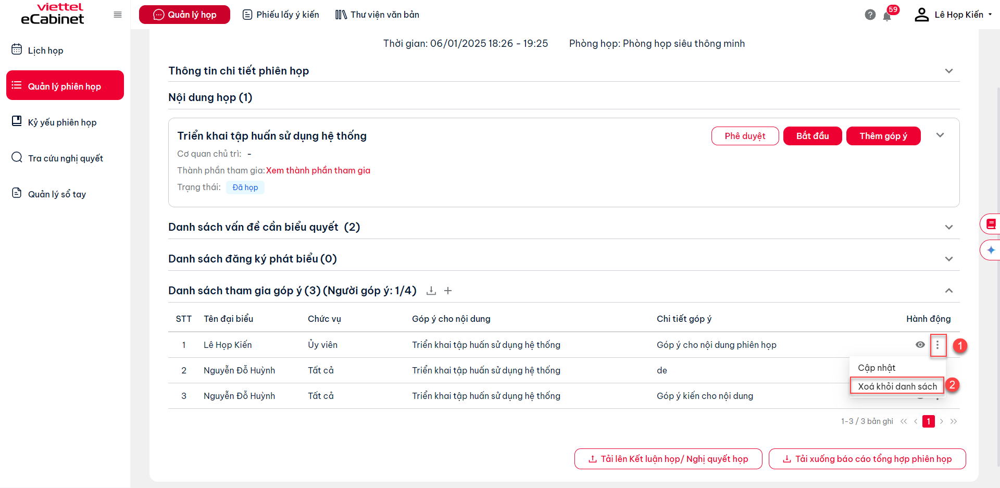 viettel
eCabinet
Quản lý họp
Phiếu lấy ý kiến
Thư viện văn bản
?
59
Lê Họp Kiến
Lịch họp
Quản lý phiên họp
Kỷ yếu phiên họp
Tra cứu nghị quyết
Quản lý sổ tay
Thời gian: 06/01/2025 18:26 - 19:25 Phòng họp: Phòng họp siêu thông minh
Thông tin chi tiết phiên họp
Nội dung họp (1)
Triển khai tập huấn sử dụng hệ thống
Phê duyệt
Bắt đầu
Thêm góp ý
Cơ quan chủ trì: -
Thành phần tham gia: Xem thành phần tham gia
Trạng thái: Đã họp
Danh sách vấn đề cần biểu quyết (2)
Danh sách đăng ký phát biểu (0)
Danh sách tham gia góp ý (3) (Người góp ý: 1/4)
STT Tên đại biểu Chức vụ Góp ý cho nội dung Chi tiết góp ý Hành động
1 Lê Họp Kiến Ủy viên Triển khai tập huấn sử dụng hệ thống Góp ý cho nội dung phiên họp
1
2 Nguyễn Đỗ Huỳnh Tất cả Triển khai tập huấn sử dụng hệ thống de
Cập nhật
Xoá khỏi danh sách
2
3 Nguyễn Đỗ Huỳnh Tất cả Triển khai tập huấn sử dụng hệ thống Góp ý kiến cho nội dung
1-3 / 3 bản ghi << < 1 > >>
Tải lên Kết luận họp/ Nghị quyết họp
Tải xuống báo cáo tổng hợp phiên họp